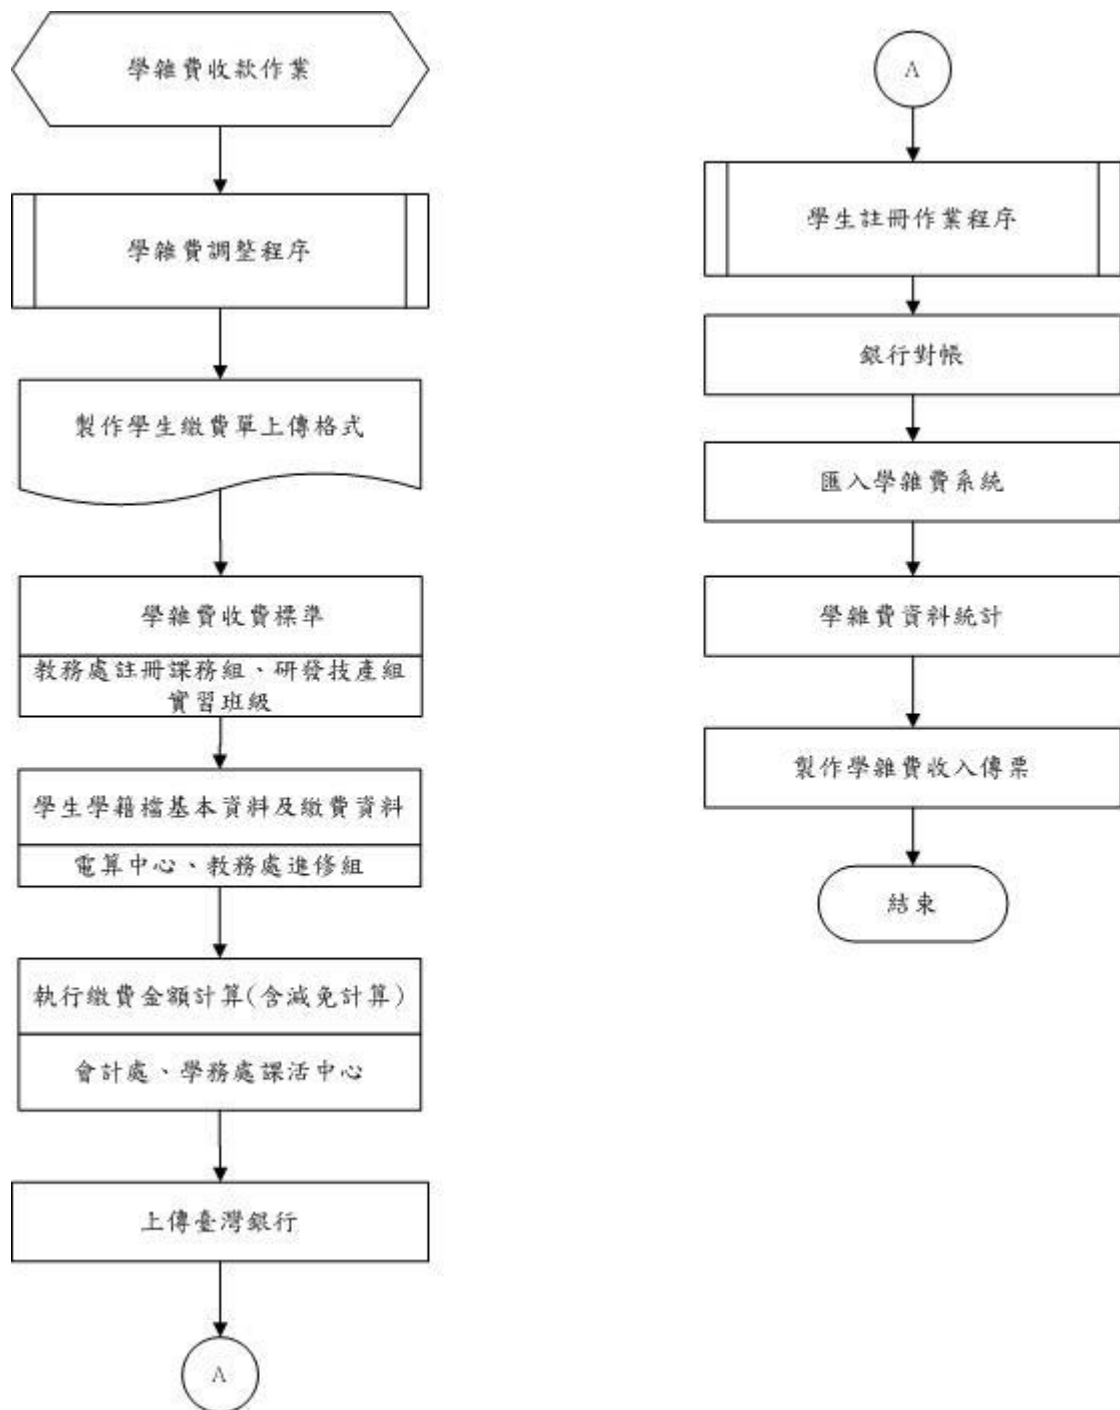 學雜費收款作業
學雜費調整程序
製作學生繳費單上傳格式
學雜費收費標準
教務處註冊課務組、研發技產組
實習班級
學生學籍檔基本資料及繳費資料
電算中心、教務處進修組
執行繳費金額計算(含減免計算)
會計處、學務處課活中心
上傳臺灣銀行
A
A
學生註冊作業程序
銀行對帳
匯入學雜費系統
學雜費資料統計
製作學雜費收入傳票
結束